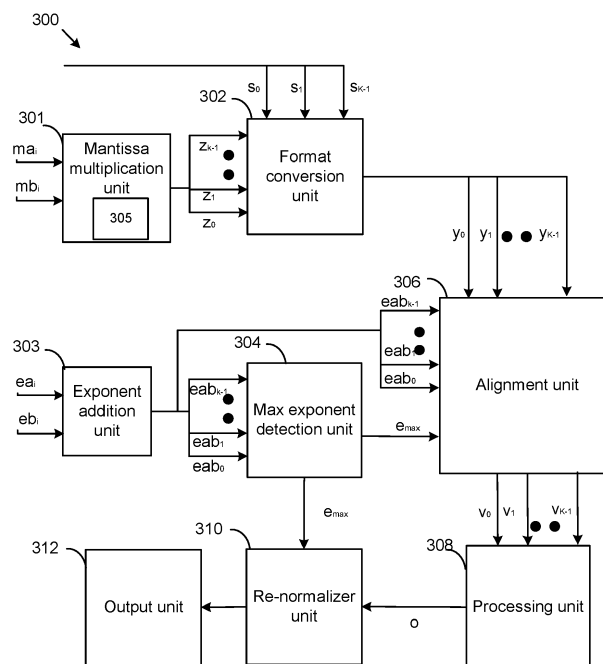 300
302
s0 s1 sK-1
301
mai
mbi
Mantissa
multiplication
unit
305
zk-1
z1
z0
Format
conversion
unit
y0 y1 yK-1
306
eabk-1
eab1
eab0
Alignment unit
303
eai
ebi
Exponent
addition
unit
304
eabk-1
eab1
eab0
Max exponent
detection unit
emax
emax
v0 v1 vK-1
312
Output unit
310
Re-normalizer
unit
o
308
Processing unit